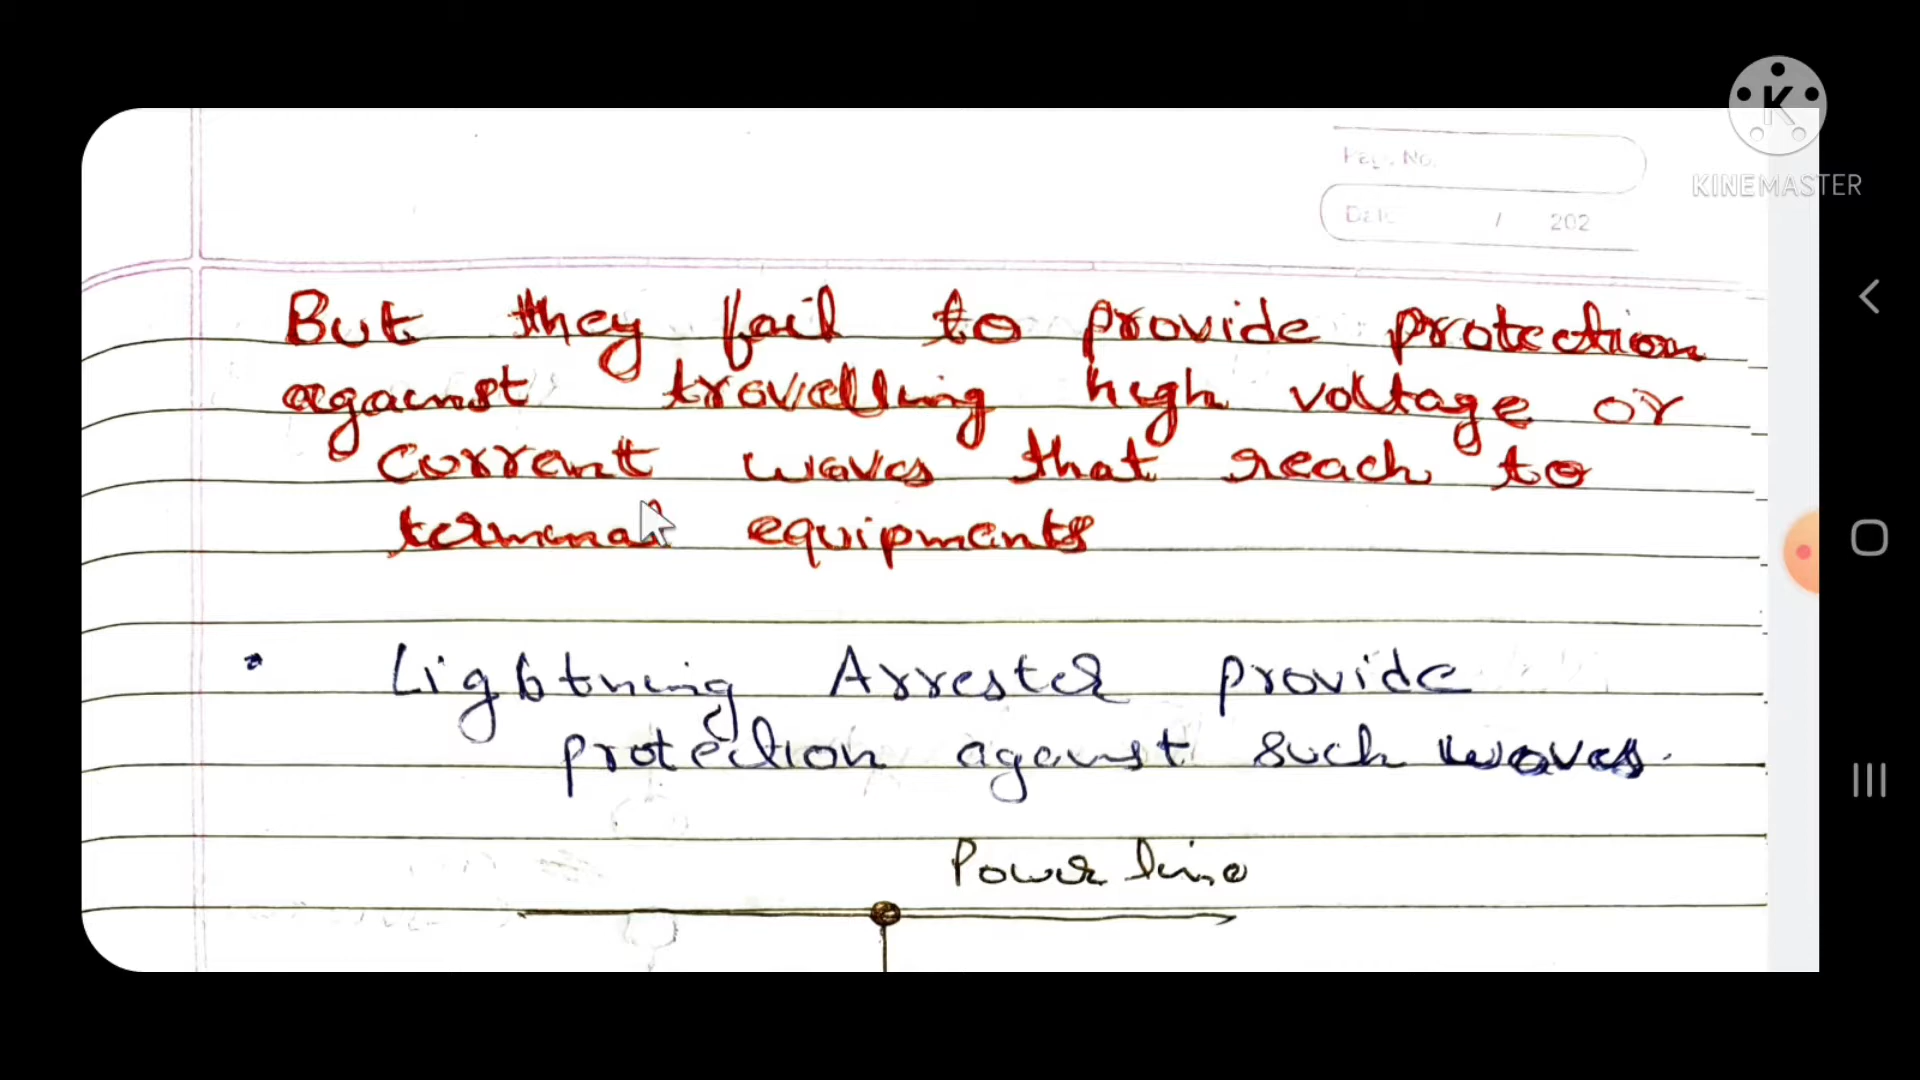 Page No.
Date / 202
K
KINEMASTER
But they fail to provide protection
against travelling high voltage or
current waves that reach to
terminal equipments
• Lightning Arrester provide
protection against such waves.
Power line